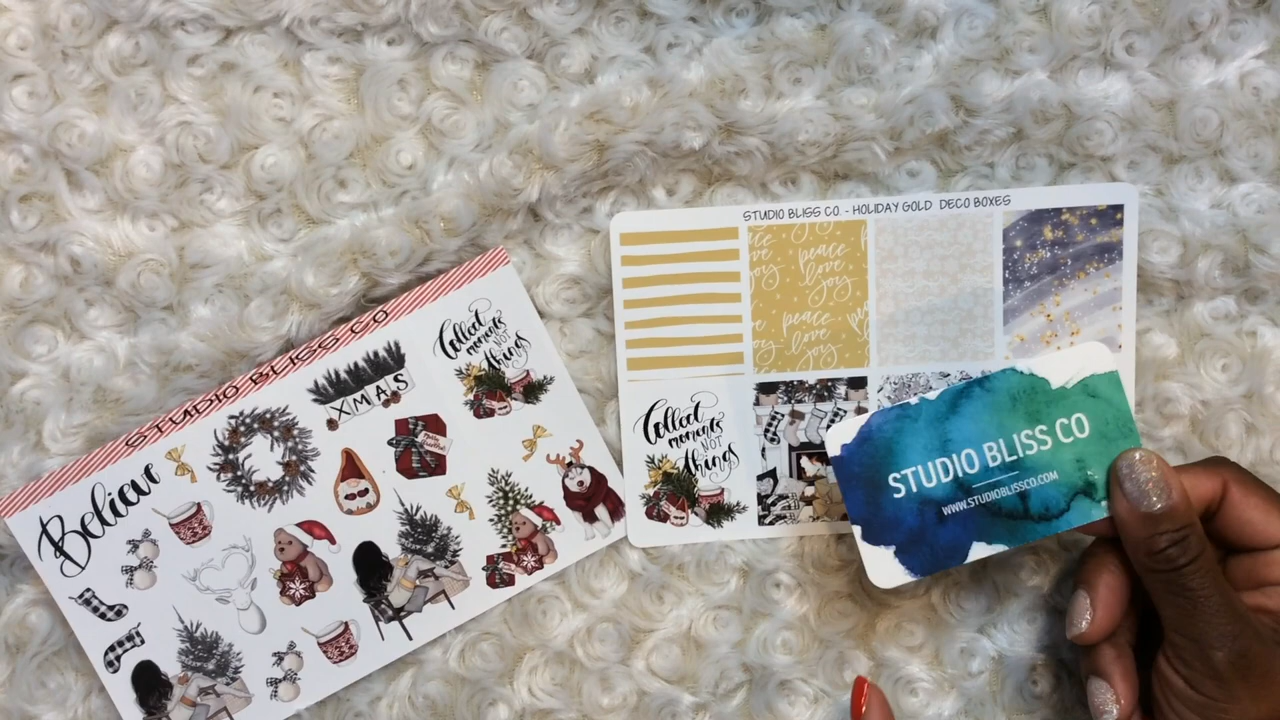 STUDIO BLISS CO
Believe
XMAS
Collect
moments
NOT
things
STUDIO BLISS CO. - HOLIDAY GOLD DECO BOXES
peace
love
joy
peace
love
joy
Collect
moments
NOT
things
STUDIO BLISS CO
WWW.STUDIOBLISSCO.COM